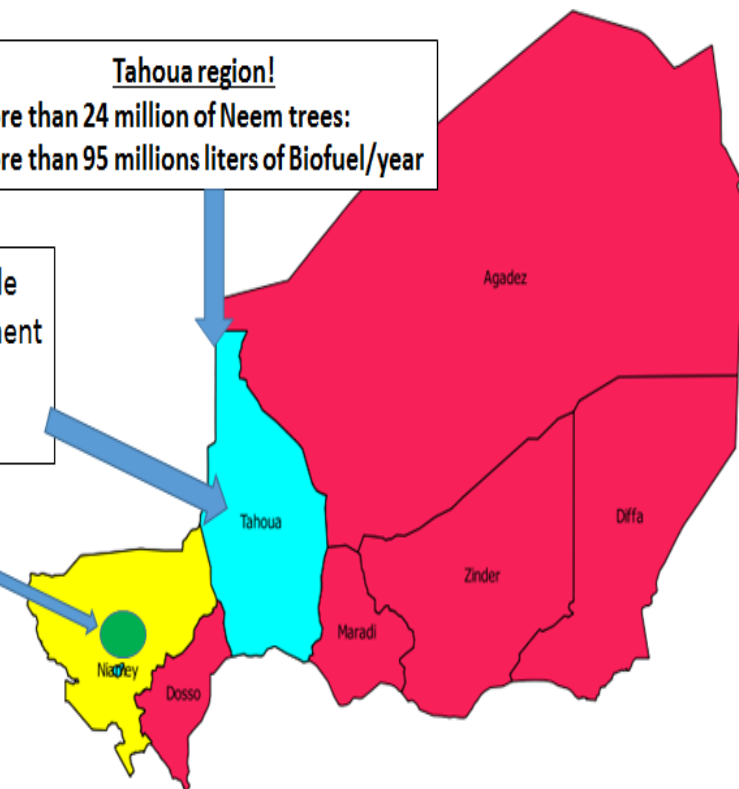 Tahoua region!
re than 24 million of Neem trees:
re than 95 millions liters of Biofuel/year
le
nent
Agadez
Tahoua
Diffa
Zinder
Maradi
Niamey
Dosso